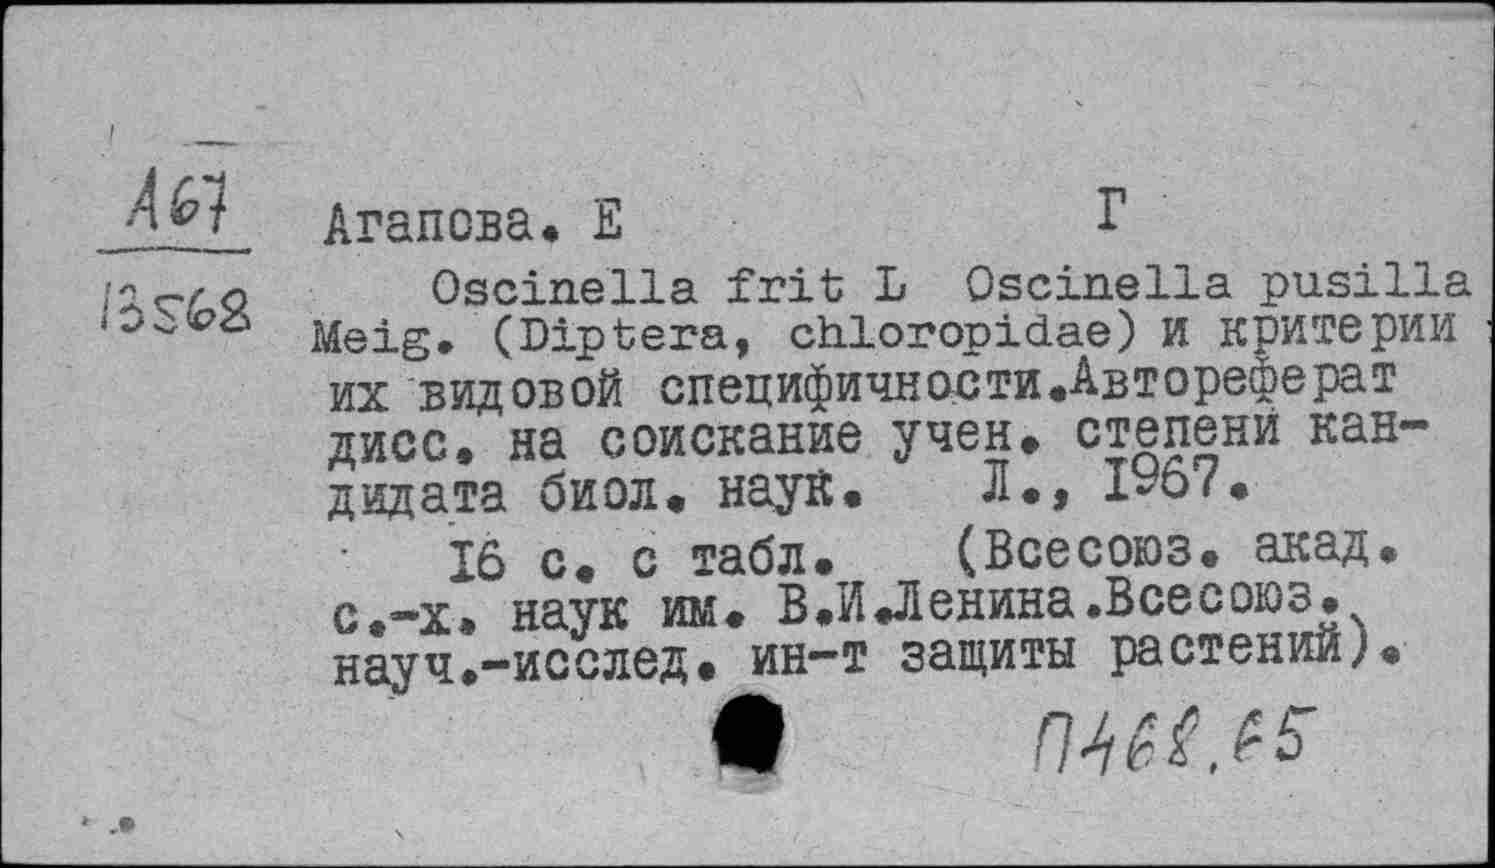 А67
13568
Агапова. Е Г
Oscinella frit L Oscinella pusilla
Meig. (Diptera, chloropidae) и критерии
их видовой специфичности.Автореферат
дисс. на соискание учен. степени кан-
дидата биол. наук. Л., 1967.
16 с. с табл. (Всесоюз. акад.
с.-х. наук им. В.И.Ленина.Всесоюз.
науч.-исслед. ин-т защиты растений).
П468.65